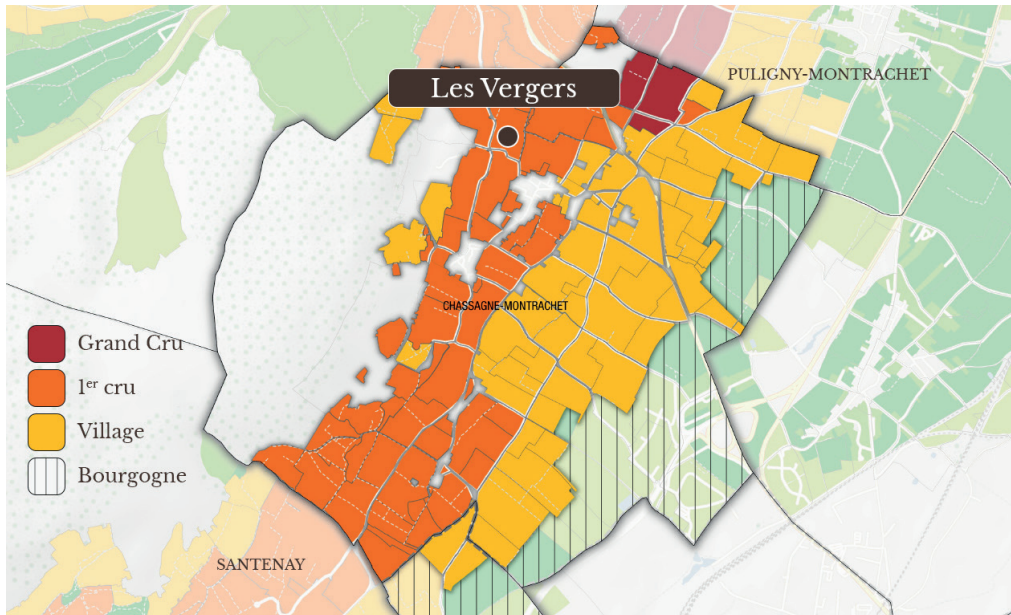 Les Vergers
PULIGNY-MONTRACHET
CHASSAGNE-MONTRACHET
Grand Cru
1er cru
Village
Bourgogne
SANTENAY